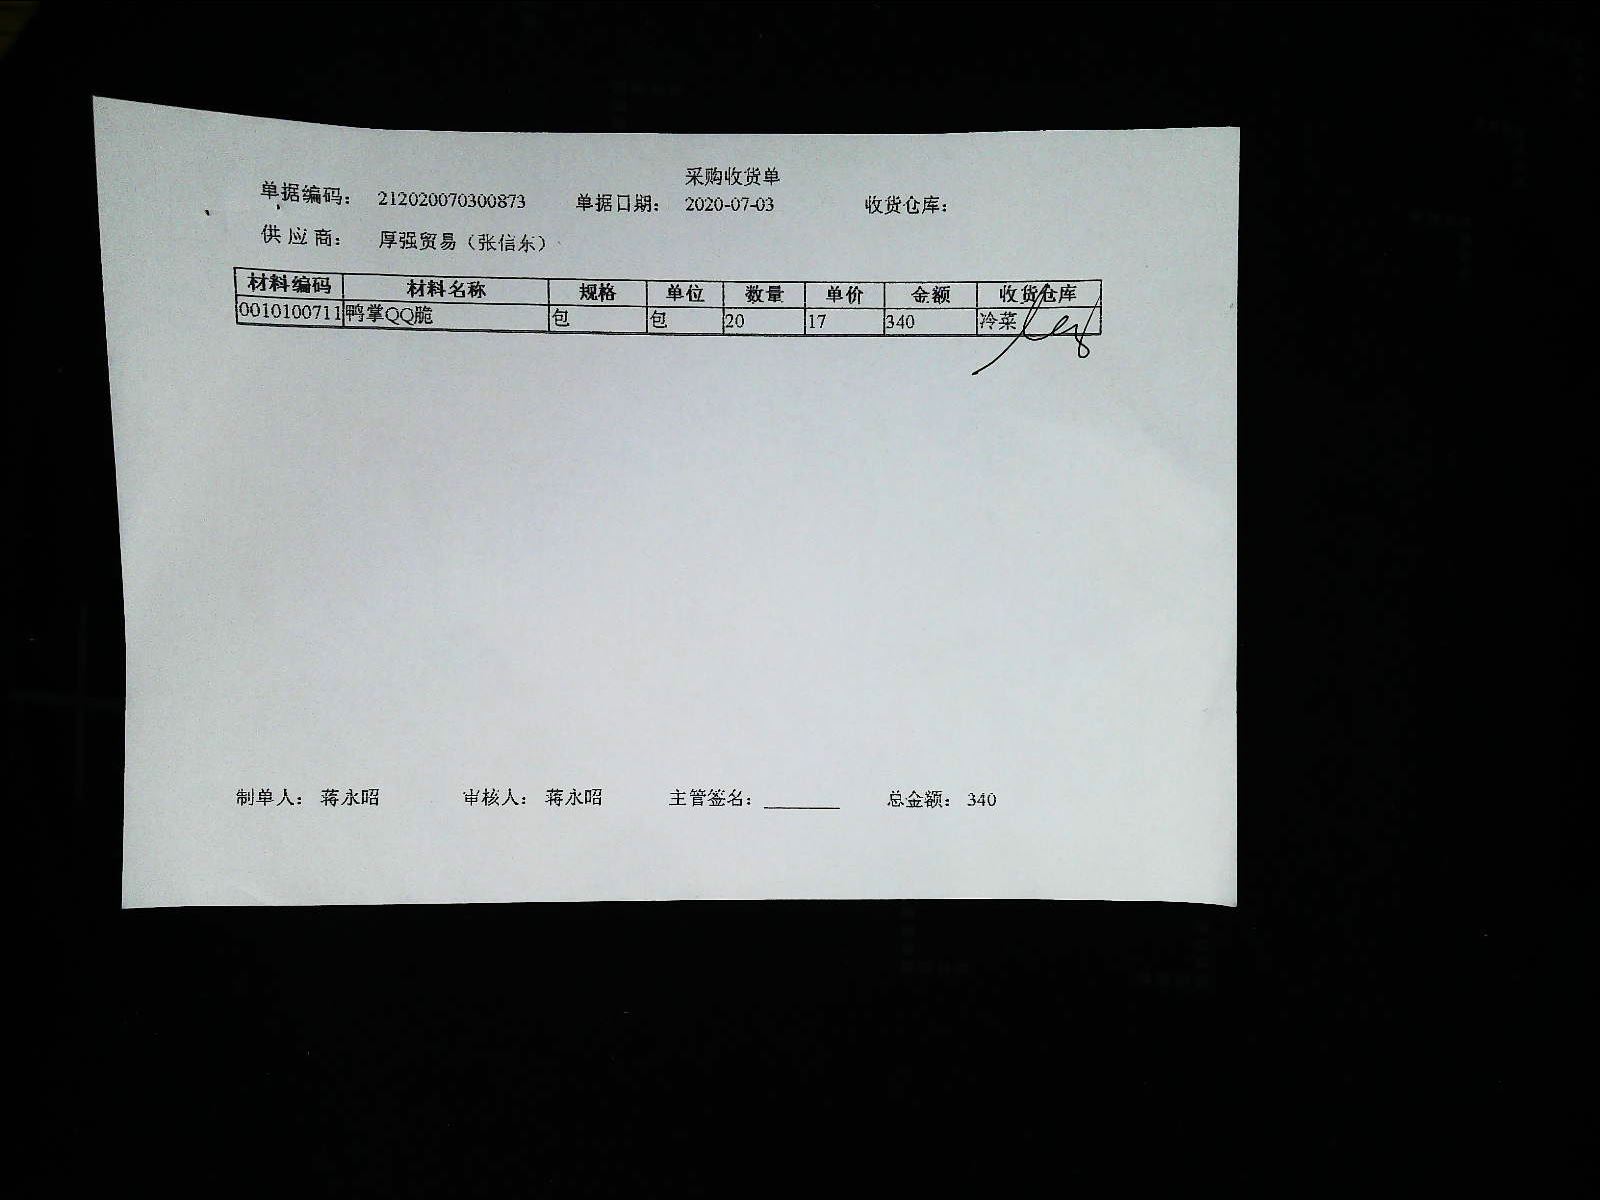 采购收货单
单据编码： 212020070300873 单据日期： 2020-07-03 收货仓库：
供应商： 厚强贸易（张信东）
材料编码 材料名称 规格 单位 数量 单价 金额 收货仓库
0010100711 鸭掌QQ脆 包 包 20 17 340 冷菜
制单人： 蒋永昭 审核人： 蒋永昭 主管签名： 总金额： 340